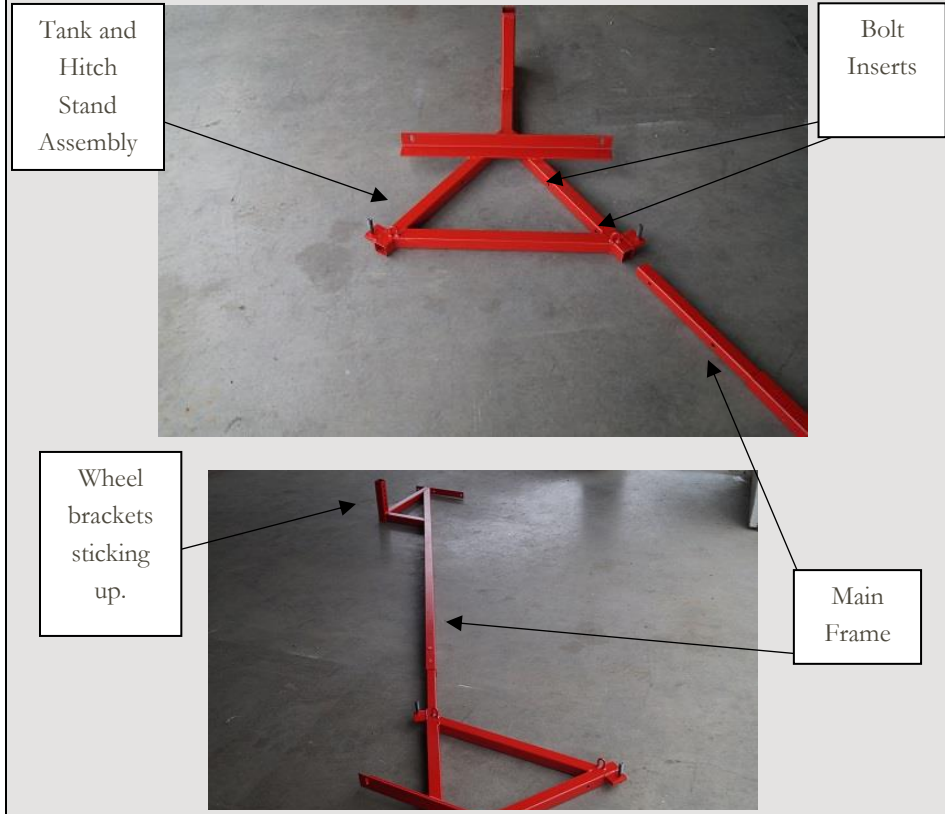 Tank and
Hitch
Stand
Assembly
Bolt
Inserts
Wheel
brackets
sticking
up.
Main
Frame